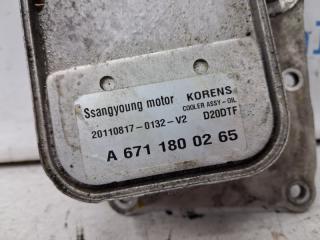 Ssangyoung motor KORENS
COOLER ASSY-OIL
20110817-0132-V2 D20DTF
A 671 180 02 65